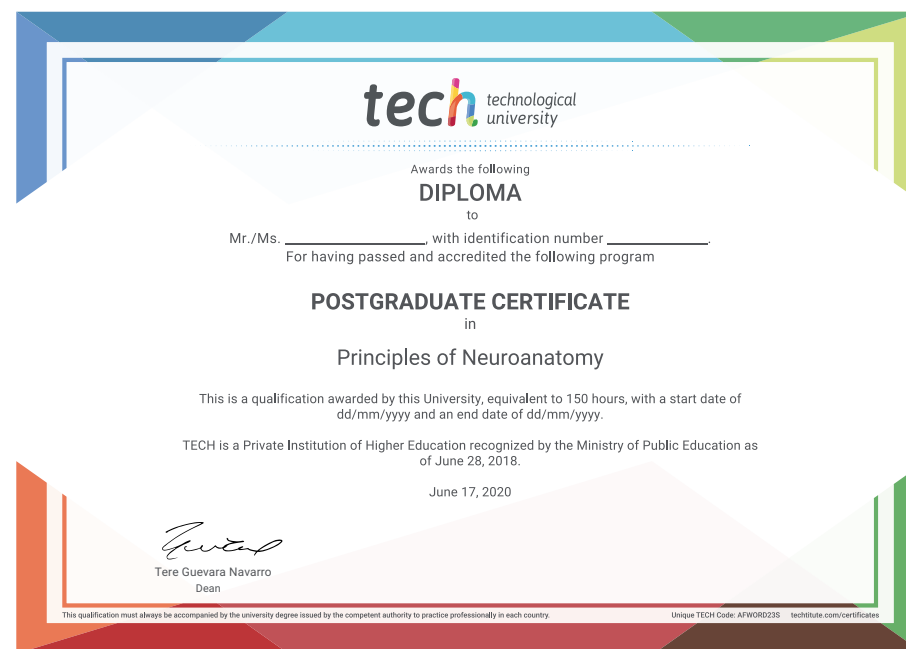 tech technological university
Awards the following
DIPLOMA
to
Mr./Ms. ____________________, with identification number ______________.
For having passed and accredited the following program
POSTGRADUATE CERTIFICATE
in
Principles of Neuroanatomy
This is a qualification awarded by this University, equivalent to 150 hours, with a start date of
dd/mm/yyyy and an end date of dd/mm/yyyy.
TECH is a Private Institution of Higher Education recognized by the Ministry of Public Education as
of June 28, 2018.
June 17, 2020
Tere Guevara Navarro
Dean
This qualification must always be accompanied by the university degree issued by the competent authority to practice professionally in each country.
Unique TECH Code: AFWORD23S techtitute.com/certificates